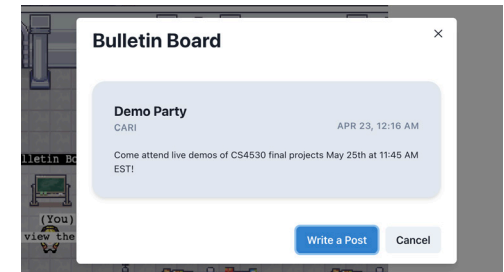 Bulletin Board
×
Demo Party
CARI
APR 23, 12:16 AM
Come attend live demos of CS4530 final projects May 25th at 11:45 AM
EST!
lletin Bo
(You)
view the
Write a Post
Cancel